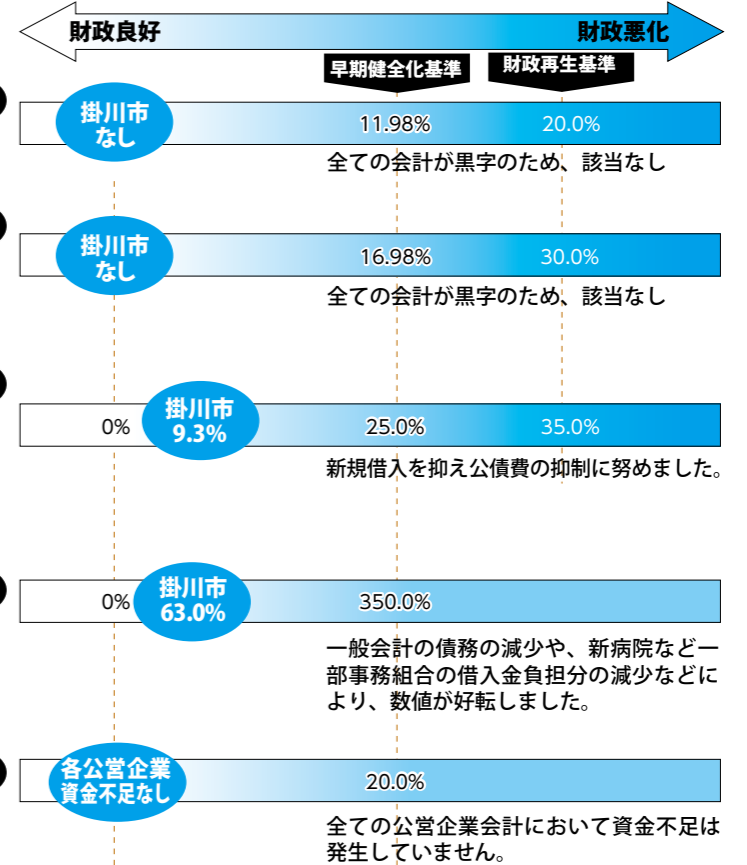 財政良好
財政悪化
早期健全化基準
財政再生基準
掛川市
なし
11.98%
20.0%
全ての会計が黒字のため、該当なし
掛川市
なし
16.98%
30.0%
全ての会計が黒字のため、該当なし
0%
掛川市
9.3%
25.0%
35.0%
新規借入を抑え公債費の抑制に努めました。
0%
掛川市
63.0%
350.0%
一般会計の債務の減少や、新病院など一
部事務組合の借入金負担分の減少などに
より、数値が好転しました。
各公営企業
資金不足なし
20.0%
全ての公営企業会計において資金不足は
発生していません。